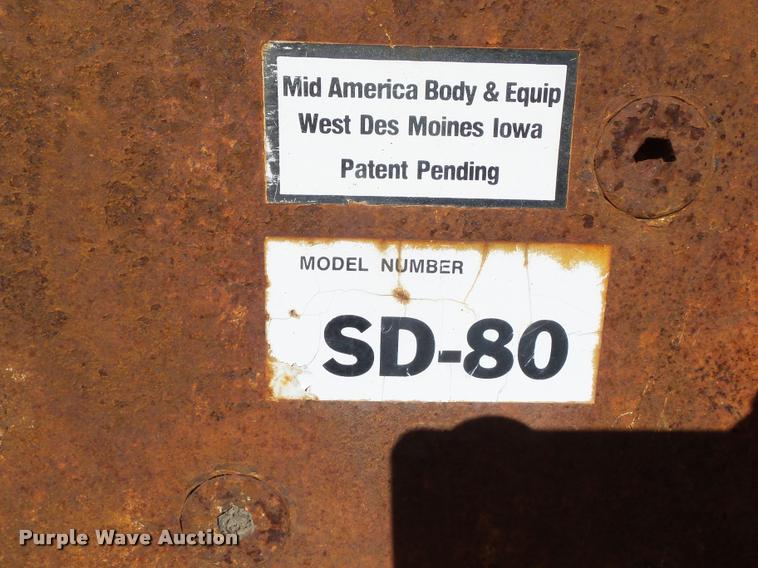 Mid America Body & Equip
West Des Moines Iowa
Patent Pending
MODEL NUMBER
SD-80
Purple Wave Auction